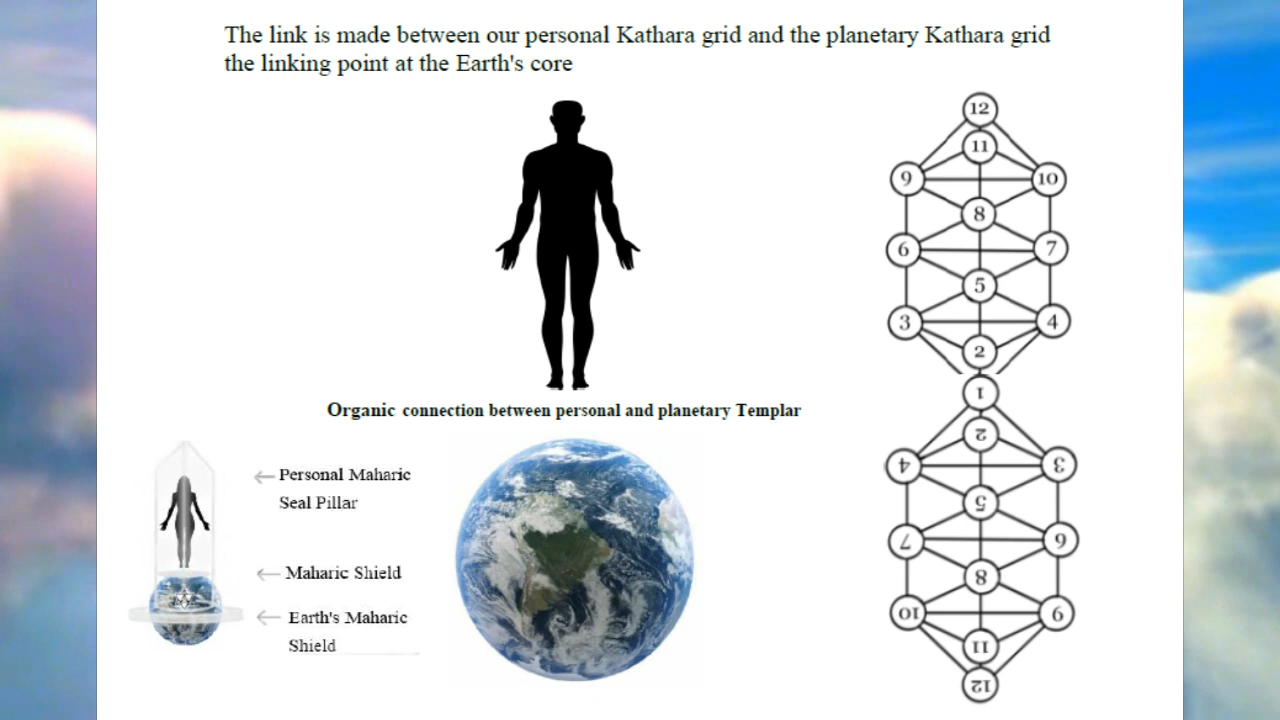 The link is made between our personal Kathara grid and the planetary Kathara grid
the linking point at the Earth's core
12
11
9
10
8
6
7
5
3
4
2
Organic connection between personal and planetary Templar
Personal Maharic
Seal Pillar
Maharic Shield
Earth's Maharic
Shield
1
2
4
3
5
7
6
8
10
9
11
12